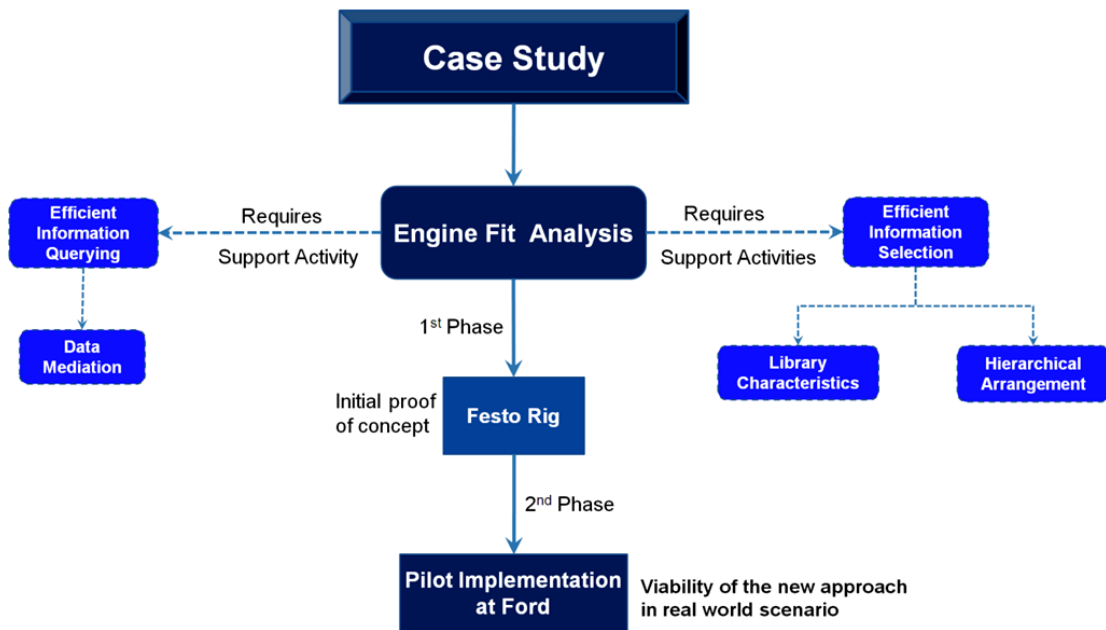 Case Study
Efficient
Information
Querying
Requires
Support Activity
Engine Fit Analysis
Requires
Support Activities
Efficient
Information
Selection
Data
Mediation
1st Phase
Library
Characteristics
Hierarchical
Arrangement
Initial proof
of concept
Festo Rig
2nd Phase
Pilot Implementation
at Ford
Viability of the new approach
in real world scenario